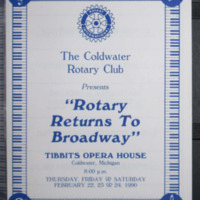 The Coldwater
Rotary Club
Presents
"Rotary
Returns To
Broadway"
TIBBITS OPERA HOUSE
Coldwater, Michigan
8:00 p.m.
THURSDAY, FRIDAY & SATURDAY
FEBRUARY 22, 23 & 24, 1990